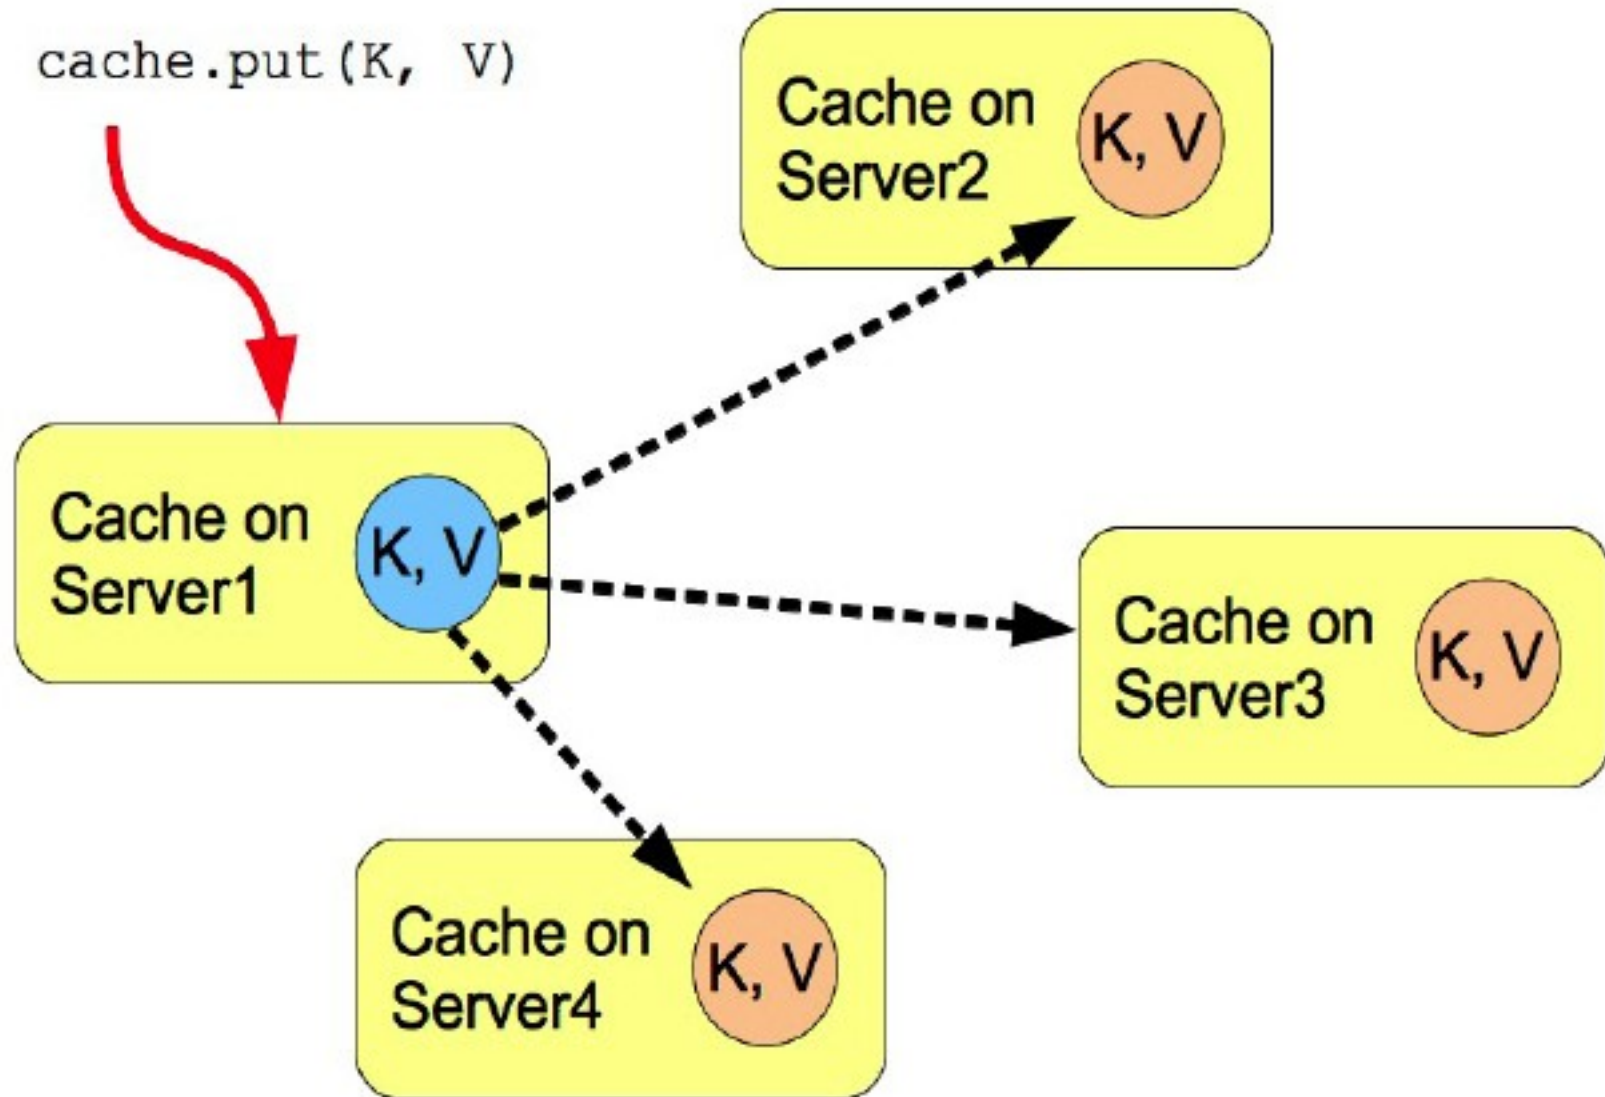 cache.put(K, V)
Cache on
Server2
K, V
Cache on
Server1
K, V
Cache on
Server3
K, V
Cache on
Server4
K, V